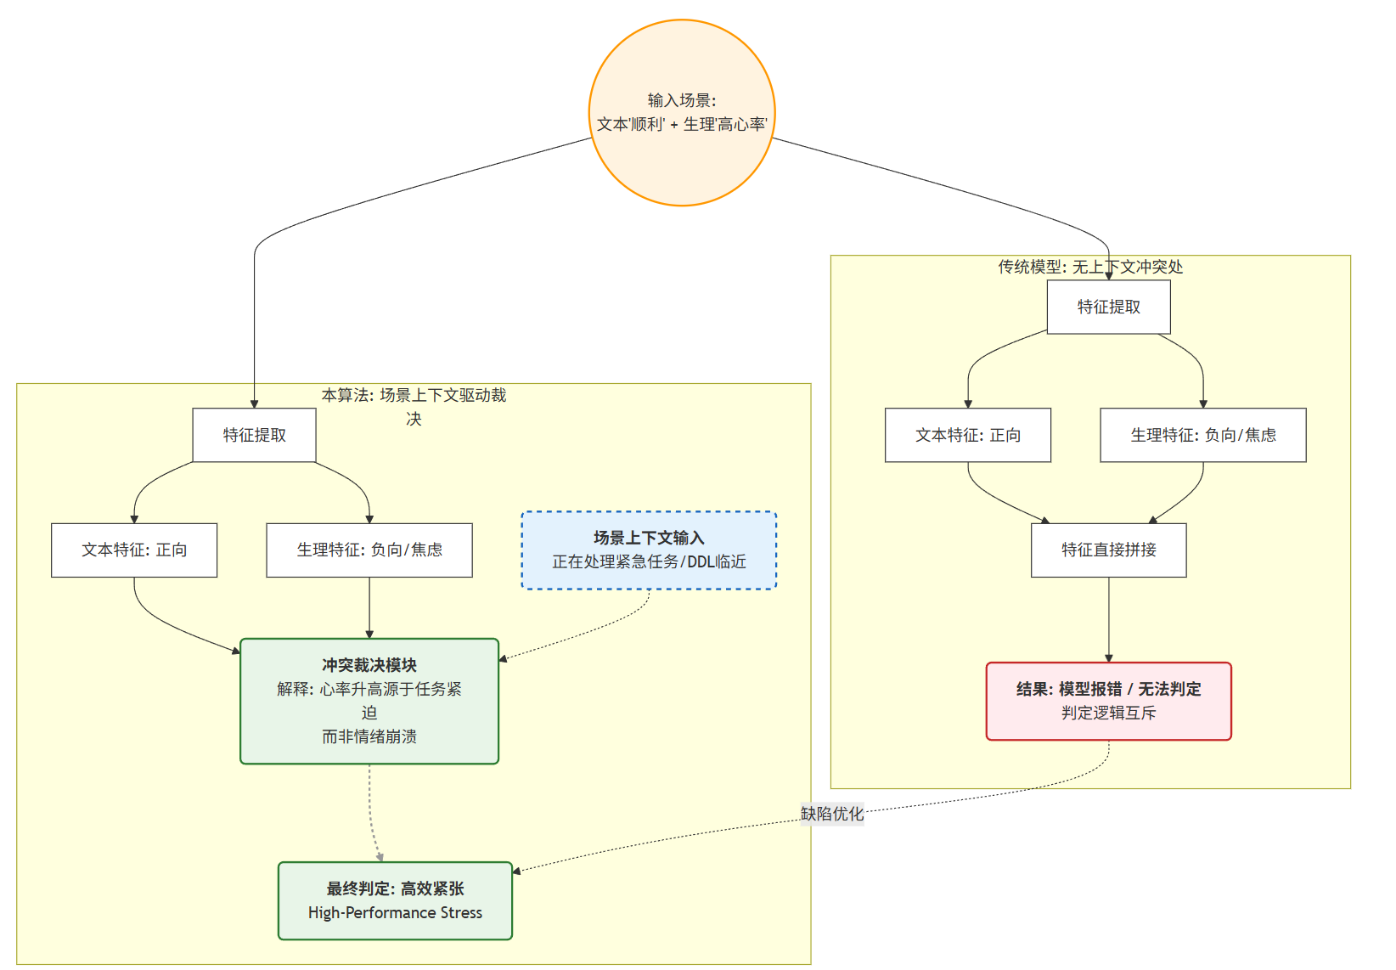 输入场景:
文本'顺利' + 生理'高心率'
传统模型: 无上下文冲突处
特征提取
文本特征: 正向
生理特征: 负向/焦虑
特征直接拼接
结果: 模型报错 / 无法判定
判定逻辑互斥
本算法: 场景上下文驱动裁
决
特征提取
文本特征: 正向
生理特征: 负向/焦虑
场景上下文输入
正在处理紧急任务/DDL临近
冲突裁决模块
解释: 心率升高源于任务紧
迫
而非情绪崩溃
缺陷优化
最终判定: 高效紧张
High-Performance Stress